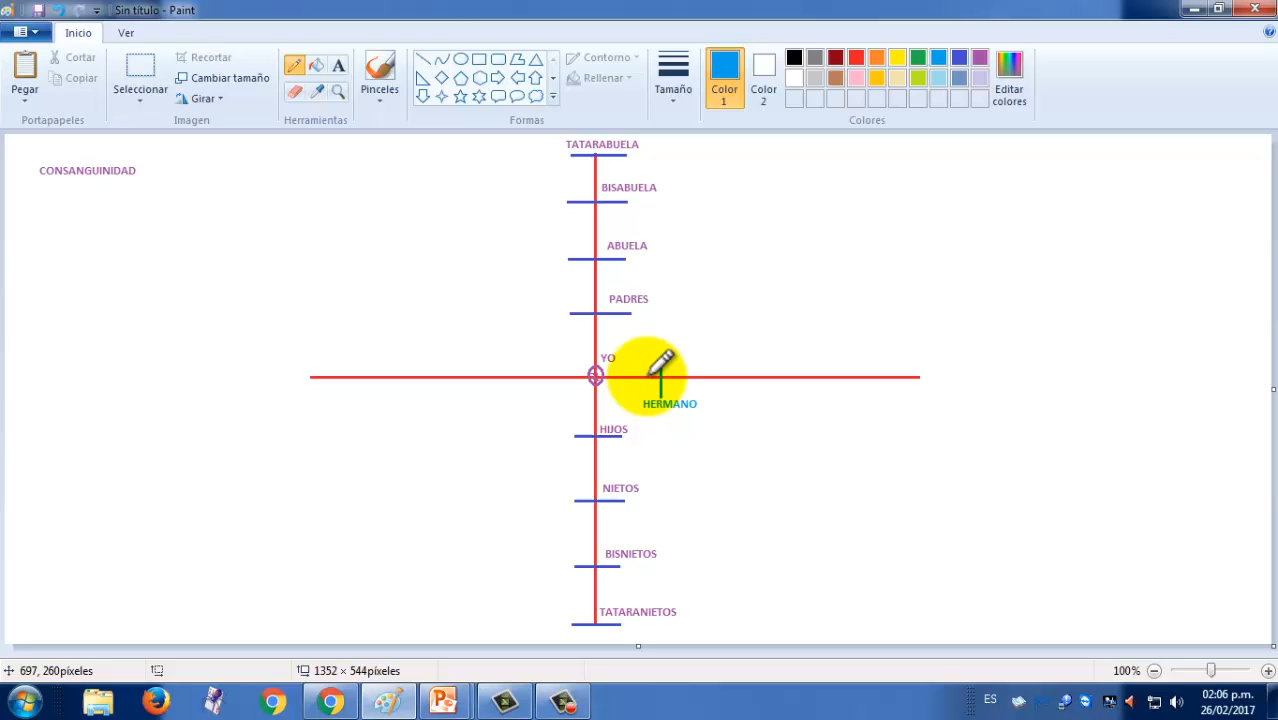 Sin título - Paint
Inicio
Ver
Pegar
Cortar
Copiar
Portapapeles
Seleccionar
Recortar
Cambiar tamaño
Girar
Imagen
A
Herramientas
Pinceles
Contorno
Rellenar
Formas
Tamaño
Color 1
Color 2
Editar colores
Colores
CONSANGUINIDAD
TATARABUELA
BISABUELA
ABUELA
PADRES
YO
HERMANO
HIJOS
NIETOS
BISNIETOS
TATARANIETOS
697, 260píxeles
1352 × 544píxeles
100%
ES
02:06 p.m.
26/02/2017